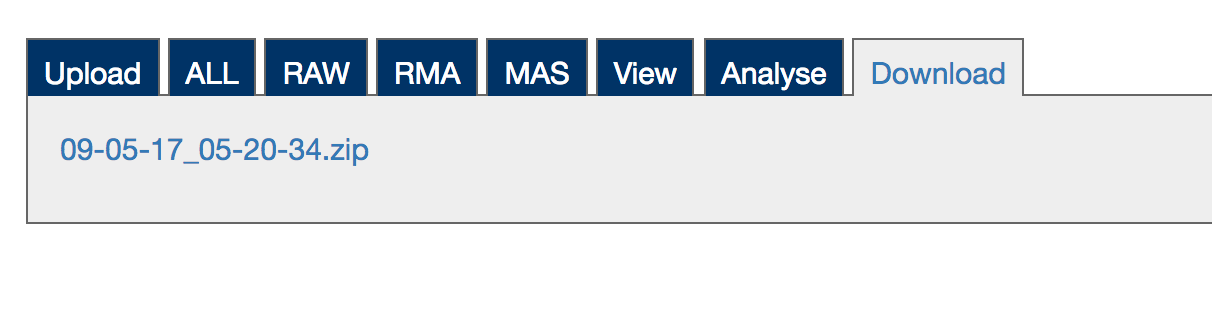 Upload ALL RAW RMA MAS View Analyse Download
09-05-17_05-20-34.zip